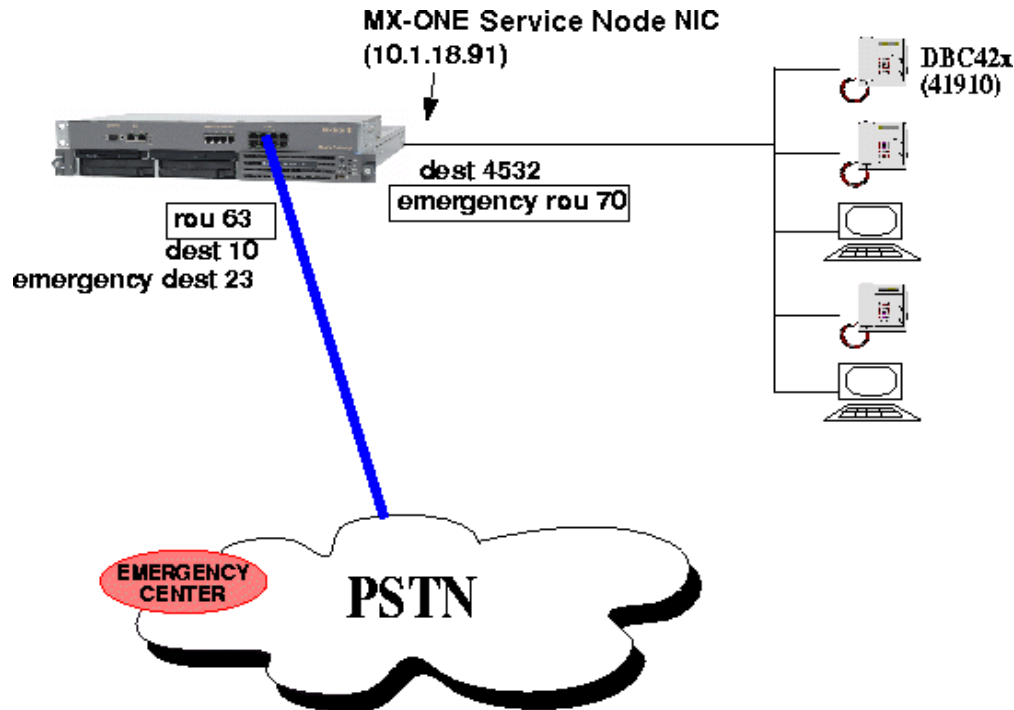 MX-ONE Service Node NIC
(10.1.18.91)
DBC42x
(41910)
dest 4532
emergency rou 70
rou 63
dest 10
emergency dest 23
EMERGENCY
CENTER
PSTN